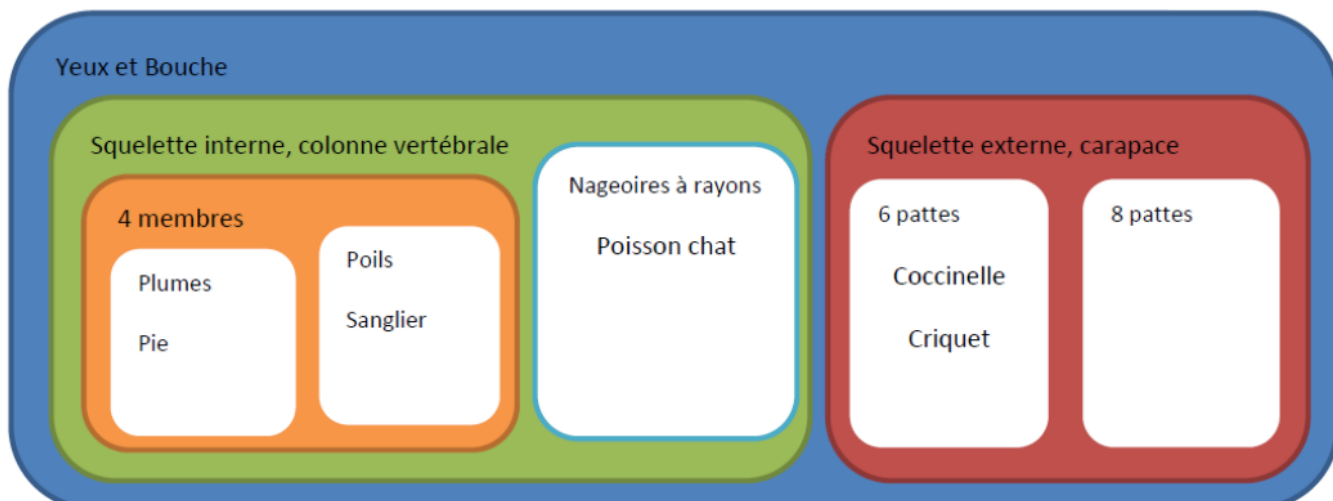 Yeux et Bouche
Squelette interne, colonne vertébrale
4 membres
Plumes
Pie
Poils
Sanglier
Nageoires à rayons
Poisson chat
Squelette externe, carapace
6 pattes
Coccinelle
Criquet
8 pattes